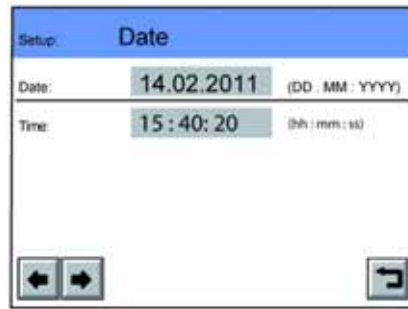 Setup: Date
Date: 14.02.2011 (DD . MM : YYYY)
Time: 15:40:20 (hh : mm : ss)